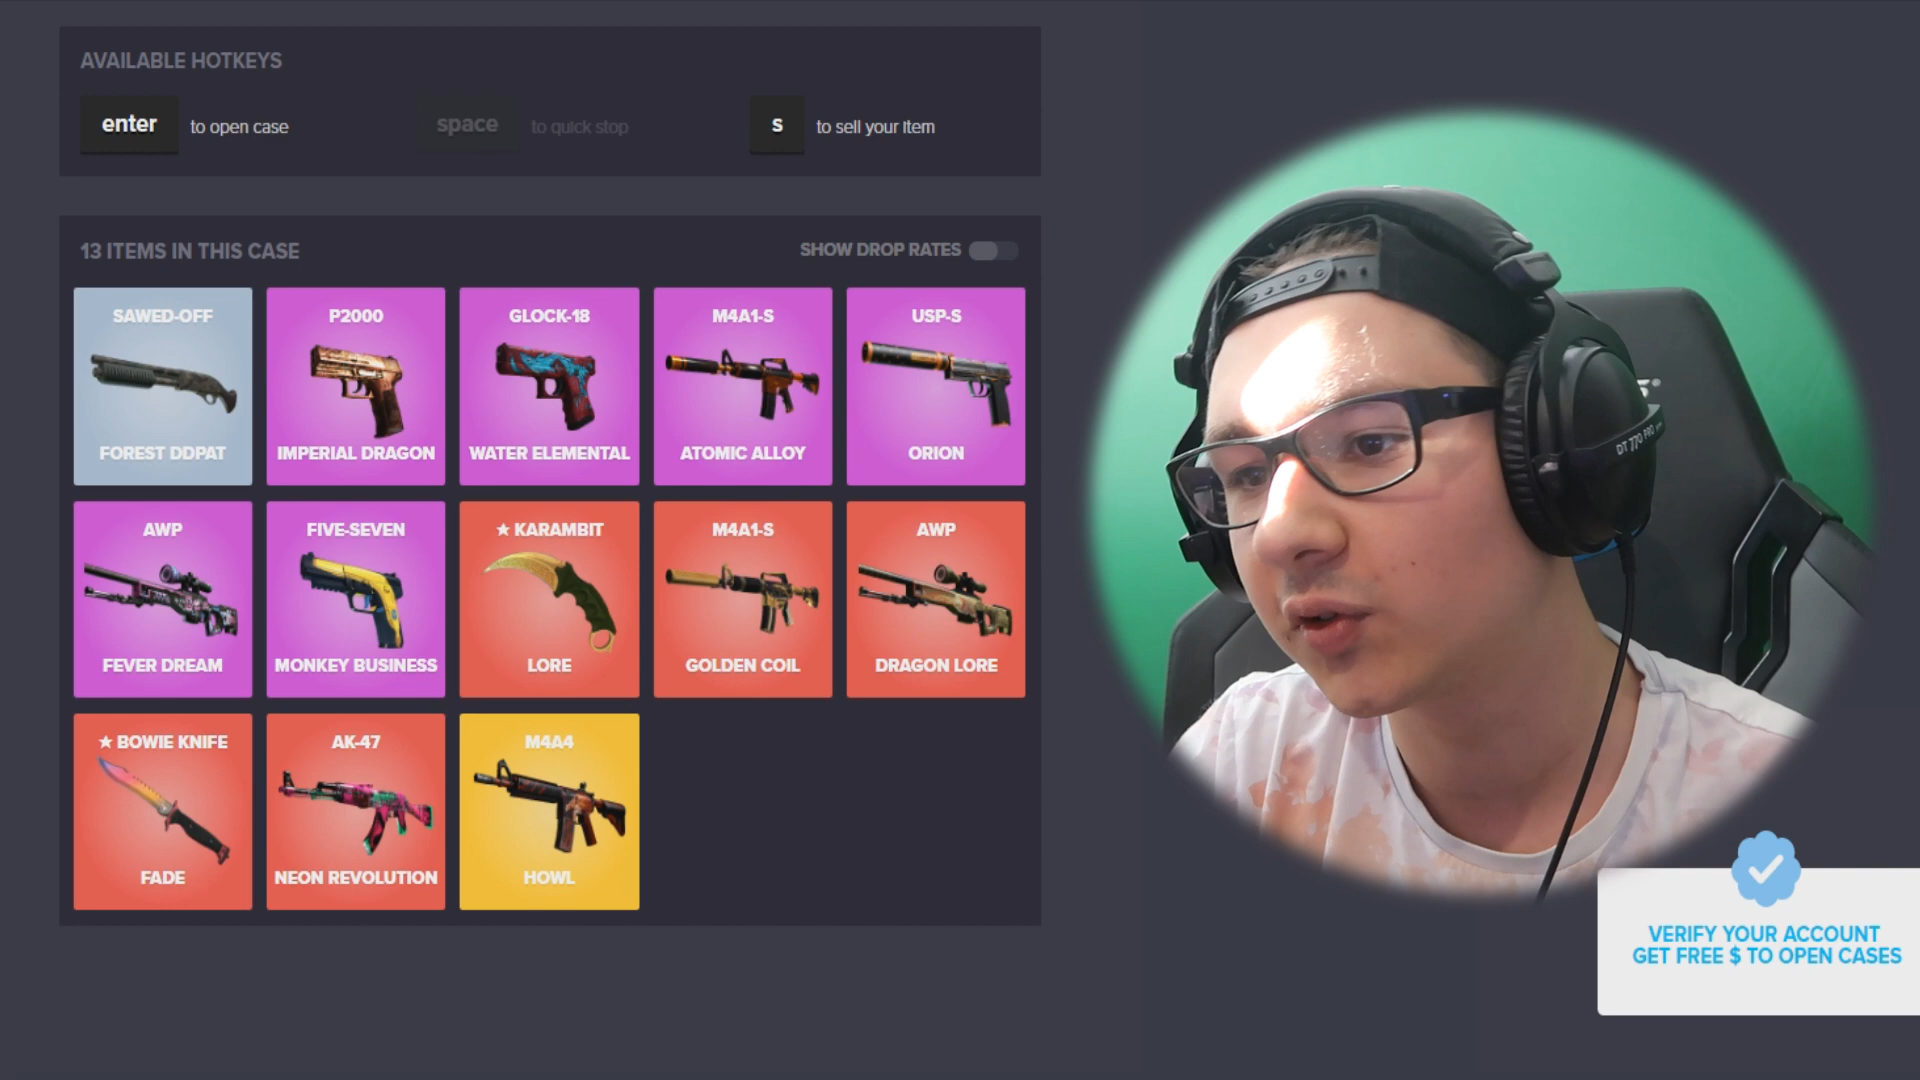 AVAILABLE HOTKEYS
enter to open case space to quick stop s to sell your item
13 ITEMS IN THIS CASE SHOW DROP RATES
SAWED-OFF P2000 GLOCK-18 M4A1-S USP-S
FOREST DDPAT IMPERIAL DRAGON WATER ELEMENTAL ATOMIC ALLOY ORION
AWP FIVE-SEVEN ★ KARAMBIT M4A1-S AWP
FEVER DREAM MONKEY BUSINESS LORE GOLDEN COIL DRAGON LORE
★ BOWIE KNIFE AK-47 M4A4
FADE NEON REVOLUTION HOWL
DT 770 PRO
VERIFY YOUR ACCOUNT
GET FREE $ TO OPEN CASES